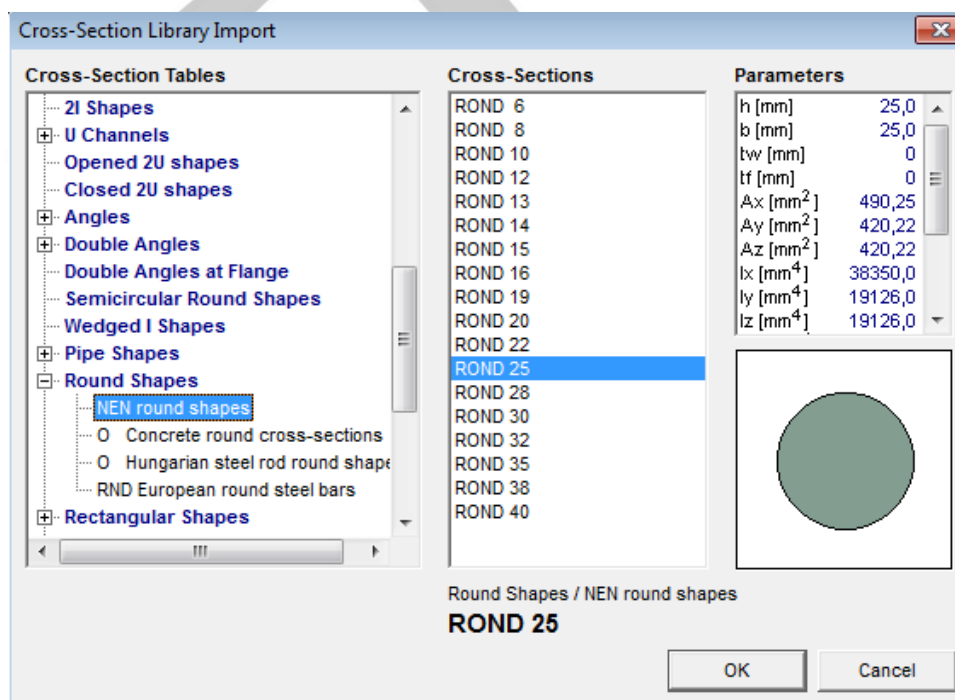 Cross-Section Library Import
Cross-Section Tables
2I Shapes
U Channels
Opened 2U shapes
Closed 2U shapes
Angles
Double Angles
Double Angles at Flange
Semicircular Round Shapes
Wedged I Shapes
Pipe Shapes
Round Shapes
NEN round shapes
O Concrete round cross-sections
O Hungarian steel rod round shape
RND European round steel bars
Rectangular Shapes
Cross-Sections
ROND 6
ROND 8
ROND 10
ROND 12
ROND 13
ROND 14
ROND 15
ROND 16
ROND 19
ROND 20
ROND 22
ROND 25
ROND 28
ROND 30
ROND 32
ROND 35
ROND 38
ROND 40
Parameters
h [mm] 25,0
b [mm] 25,0
tw [mm] 0
tf [mm] 0
Ax [mm2] 490,25
Ay [mm2] 420,22
Az [mm2] 420,22
Ix [mm4] 38350,0
Iy [mm4] 19126,0
Iz [mm4] 19126,0
Round Shapes / NEN round shapes
ROND 25
OK Cancel